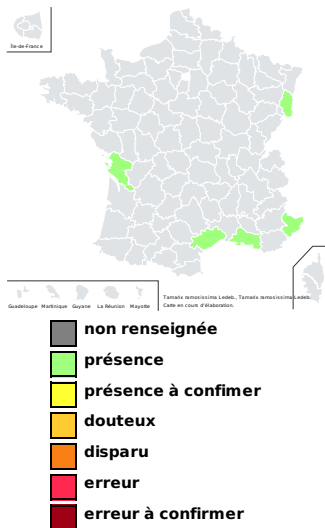 Île-de-France
Tamarix ramosissima Ledeb., Tamarix ramosissima Ledeb.
Carte en cours d'élaboration.
Guadeloupe Martinique Guyane La Réunion Mayotte
non renseignée
présence
présence à confimer
douteux
disparu
erreur
erreur à confirmer